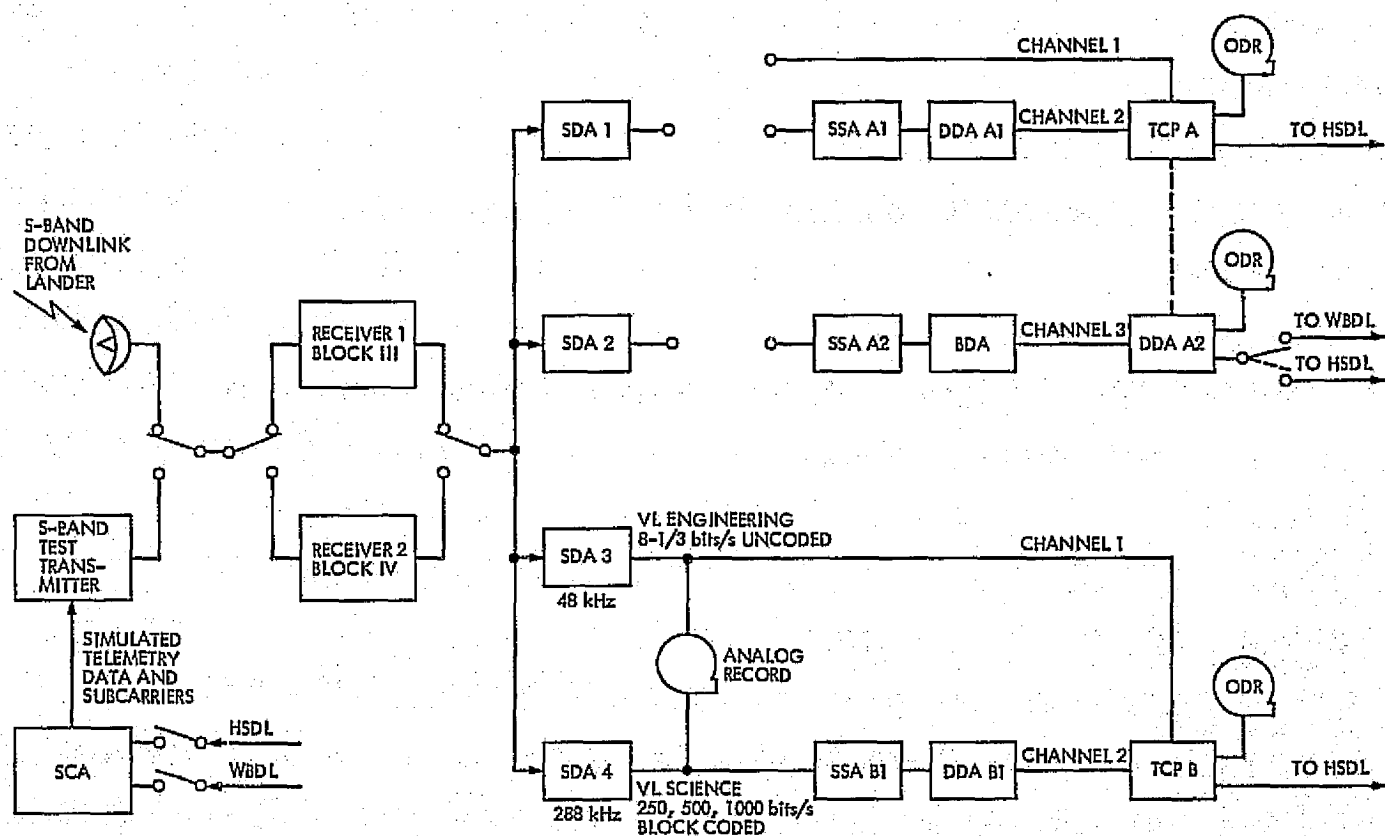 CHANNEL 1
ODR
SDA 1
SSA A1
DDA A1
CHANNEL 2
TCP A
TO HSDL
S-BAND
DOWNLINK
FROM
LANDER
RECEIVER 1
BLOCK III
SDA 2
SSA A2
BDA
CHANNEL 3
DDA A2
ODR
TO WBDL
TO HSDL
S-BAND
TEST
TRANS-
MITTER
RECEIVER 2
BLOCK IV
SDA 3
48 kHz
VL ENGINEERING
8-1/3 bits/s UNCODED
CHANNEL 1
SIMULATED
TELEMETRY
DATA AND
SUBCARRIERS
ANALOG
RECORD
ODR
SCA
HSDL
WBDL
SDA 4
288 kHz
VL SCIENCE
250, 500, 1000 bits/s
BLOCK CODED
SSA B1
DDA B1
CHANNEL 2
TCP B
TO HSDL